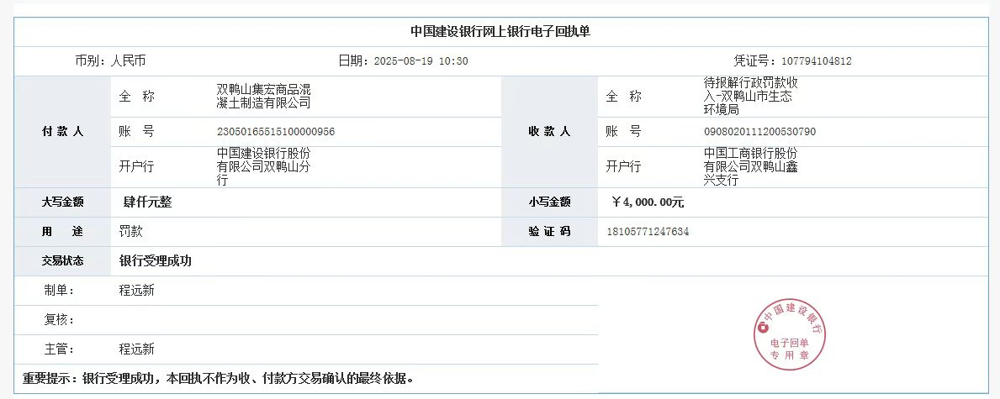 中国建设银行网上银行电子回执单
币别：人民币 日期：2025-08-19 10:30 凭证号：107794104812
付款人
全 称 双鸭山集宏商品混
凝土制造有限公司
账 号 23050165515100000956
开户行 中国建设银行股份
有限公司双鸭山分
行
收款人
全 称 待报解行政罚款收
入-双鸭山市生态
环境局
账 号 0908020111200530790
开户行 中国工商银行股份
有限公司双鸭山鑫
兴支行
大写金额 肆仟元整 小写金额 ￥4,000.00元
用 途 罚款 验证码 18105771247634
交易状态 银行受理成功
制单： 程远新
复核：
主管： 程远新
中国建设银行
电子回单
专用章
重要提示：银行受理成功，本回执不作为收、付款方交易确认的最终依据。